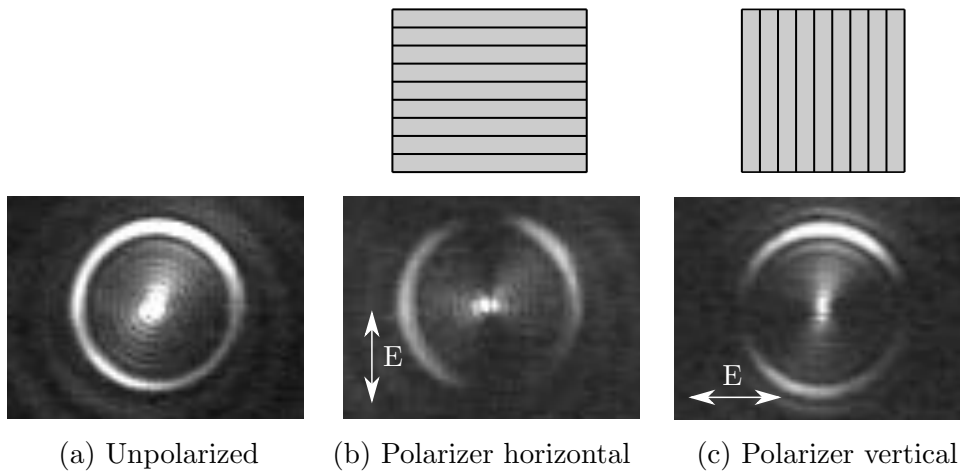 E
E
(a) Unpolarized
(b) Polarizer horizontal
(c) Polarizer vertical